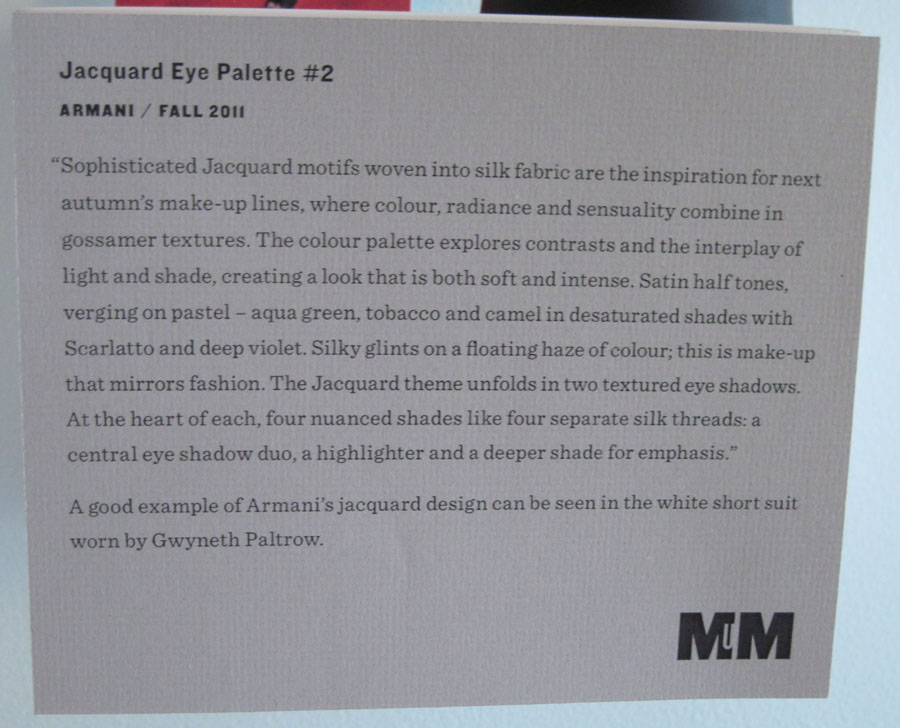 Jacquard Eye Palette #2
ARMANI / FALL 2011
“Sophisticated Jacquard motifs woven into silk fabric are the inspiration for next
autumn’s make-up lines, where colour, radiance and sensuality combine in
gossamer textures. The colour palette explores contrasts and the interplay of
light and shade, creating a look that is both soft and intense. Satin half tones,
verging on pastel – aqua green, tobacco and camel in desaturated shades with
Scarlatto and deep violet. Silky glints on a floating haze of colour; this is make-up
that mirrors fashion. The Jacquard theme unfolds in two textured eye shadows.
At the heart of each, four nuanced shades like four separate silk threads: a
central eye shadow duo, a highlighter and a deeper shade for emphasis.”
A good example of Armani’s jacquard design can be seen in the white short suit
worn by Gwyneth Paltrow.
MUM